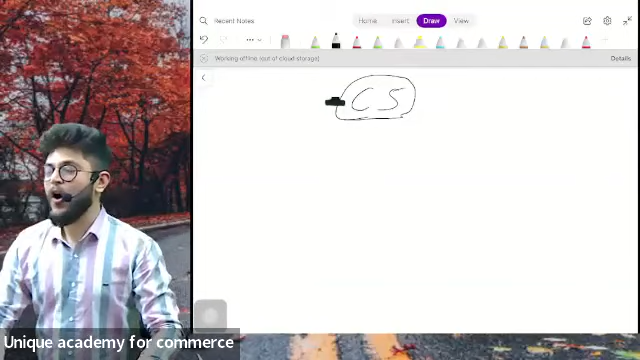 Recent Notes
Home Insert Draw View
Working offline (out of cloud storage)
Details
CS
Unique academy for commerce